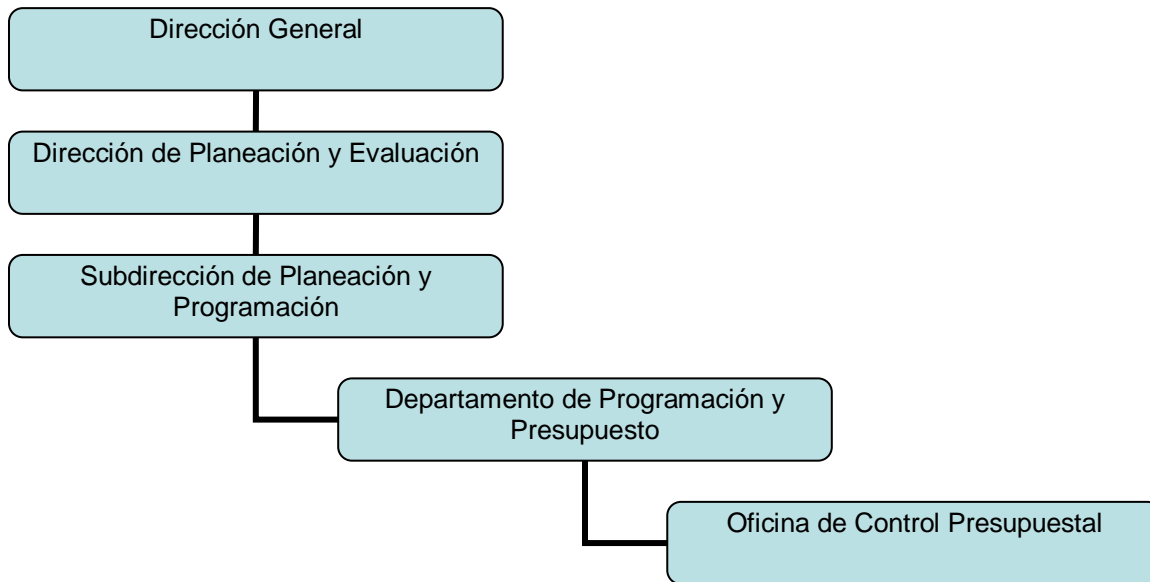 Dirección General
Dirección de Planeación y Evaluación
Subdirección de Planeación y
Programación
Departamento de Programación y
Presupuesto
Oficina de Control Presupuestal